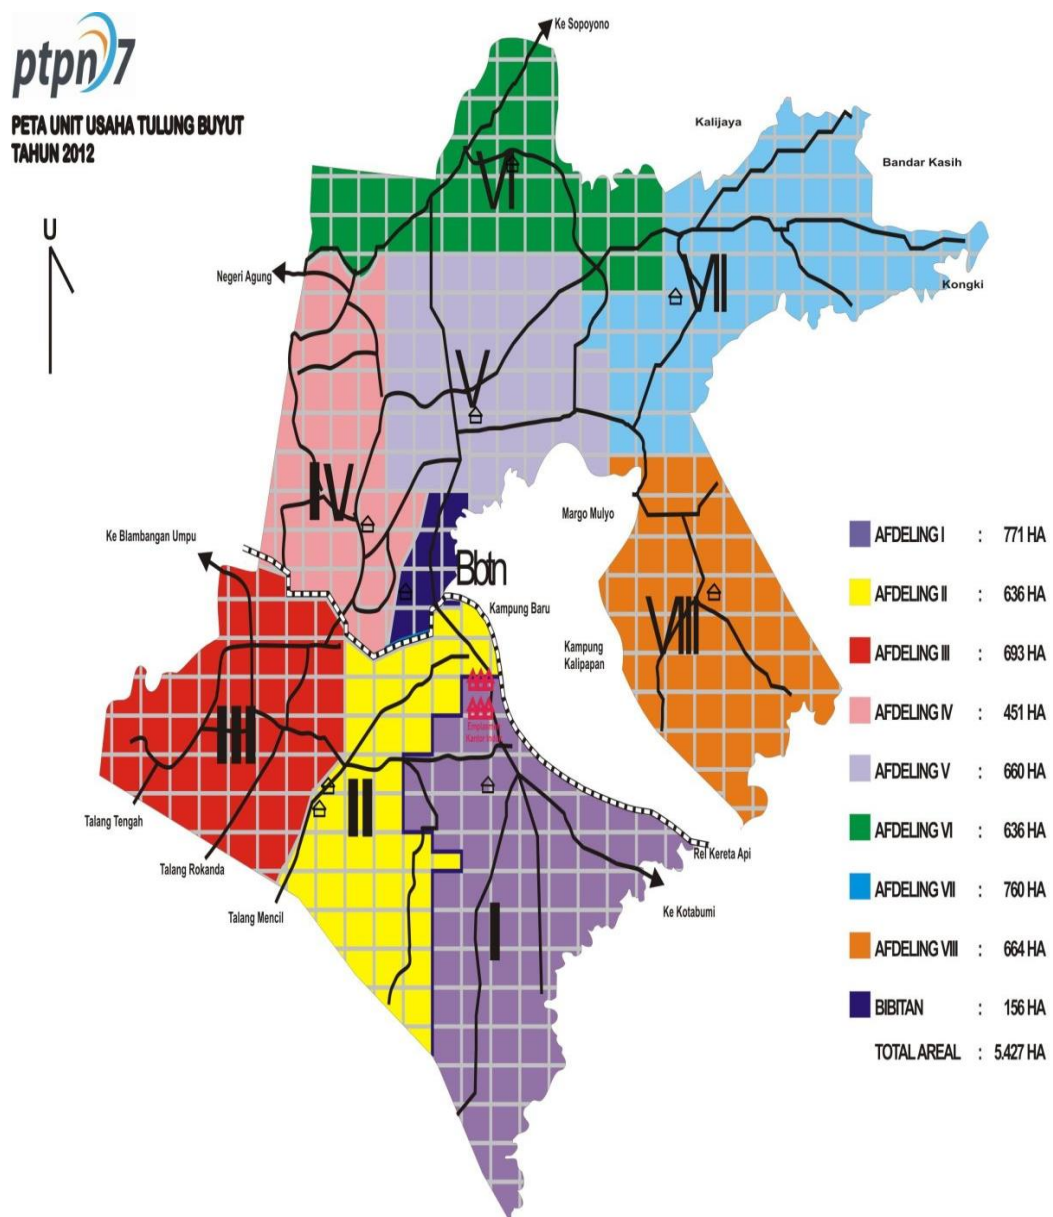 ptpn 7
PETA UNIT USAHA TULUNG BUYUT
TAHUN 2012
U
Ke Sopoyono
Kalijaya
Bandar Kasih
Kongki
Negeri Agung
VI
VII
V
IV
Ke Blambangan Umpu
Margo Mulyo
Bbtn
Kampung Baru
Kampung
Kalipapan
VIII
III
II
I
Talang Tengah
Talang Rokanda
Talang Mencil
Rel Kereta Api
Ke Kotabumi
AFDELING I : 771 HA
AFDELING II : 636 HA
AFDELING III : 693 HA
AFDELING IV : 451 HA
AFDELING V : 660 HA
AFDELING VI : 636 HA
AFDELING VII : 760 HA
AFDELING VIII : 664 HA
BIBITAN : 156 HA
TOTAL AREAL : 5.427 HA